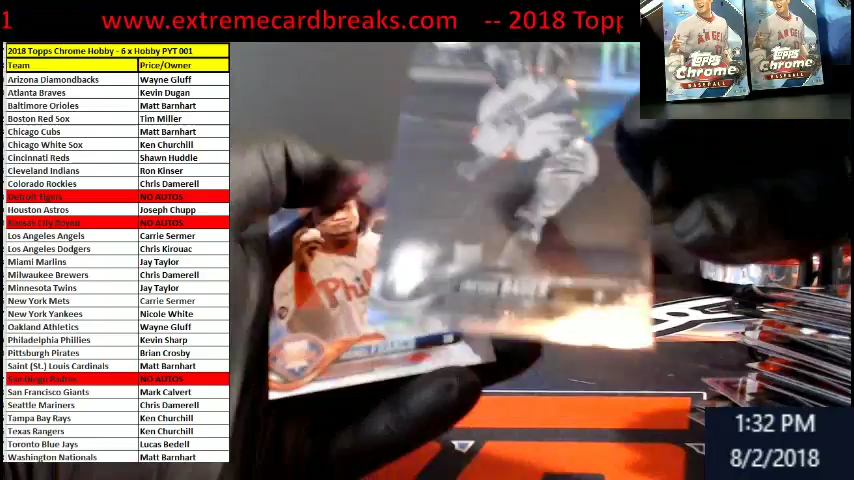 1 www.extremecardbreaks.com -- 2018 Topp
2018 Topps Chrome Hobby - 6 x Hobby PYT 001
Team Price/Owner
Arizona Diamondbacks Wayne Gluff
Atlanta Braves Kevin Dugan
Baltimore Orioles Matt Barnhart
Boston Red Sox Tim Miller
Chicago Cubs Matt Barnhart
Chicago White Sox Ken Churchill
Cincinnati Reds Shawn Huddle
Cleveland Indians Ron Kinser
Colorado Rockies Chris Damerell
Detroit Tigers NO AUTOS
Houston Astros Joseph Chupp
Kansas City Royals NO AUTOS
Los Angeles Angels Carrie Sermer
Los Angeles Dodgers Chris Kirouac
Miami Marlins Jay Taylor
Milwaukee Brewers Chris Damerell
Minnesota Twins Jay Taylor
New York Mets Carrie Sermer
New York Yankees Nicole White
Oakland Athletics Wayne Gluff
Philadelphia Phillies Kevin Sharp
Pittsburgh Pirates Brian Crosby
Saint (St.) Louis Cardinals Matt Barnhart
San Diego Padres NO AUTOS
San Francisco Giants Mark Calvert
Seattle Mariners Chris Damerell
Tampa Bay Rays Ken Churchill
Texas Rangers Ken Churchill
Toronto Blue Jays Lucas Bedell
Washington Nationals Matt Barnhart
ANGEL
Topps
Chrome
BASEBALL
ANGEL
Topps
Chrome
BASEBALL
Phil
1:32 PM
8/2/2018